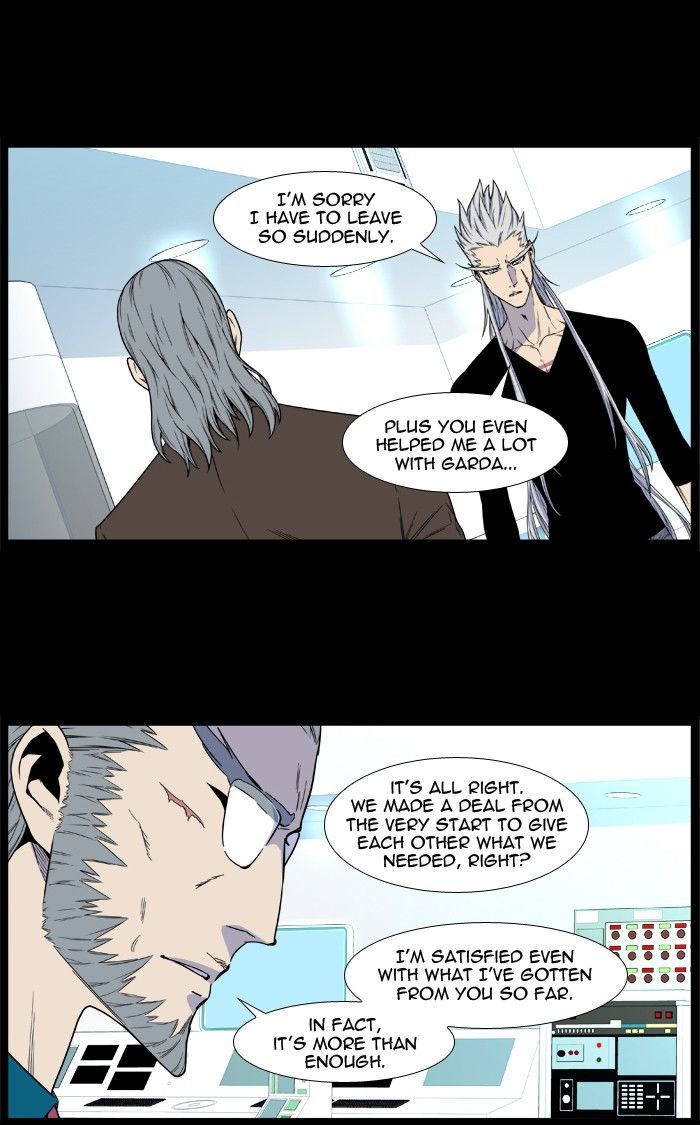 I'M SORRY
I HAVE TO LEAVE
SO SUDDENLY.
PLUS YOU EVEN
HELPED ME A LOT
WITH GARDA...
IT'S ALL RIGHT.
WE MADE A DEAL FROM
THE VERY START TO GIVE
EACH OTHER WHAT WE
NEEDED, RIGHT?
I'M SATISFIED EVEN
WITH WHAT I'VE GOTTEN
FROM YOU SO FAR.
IN FACT,
IT'S MORE THAN
ENOUGH.